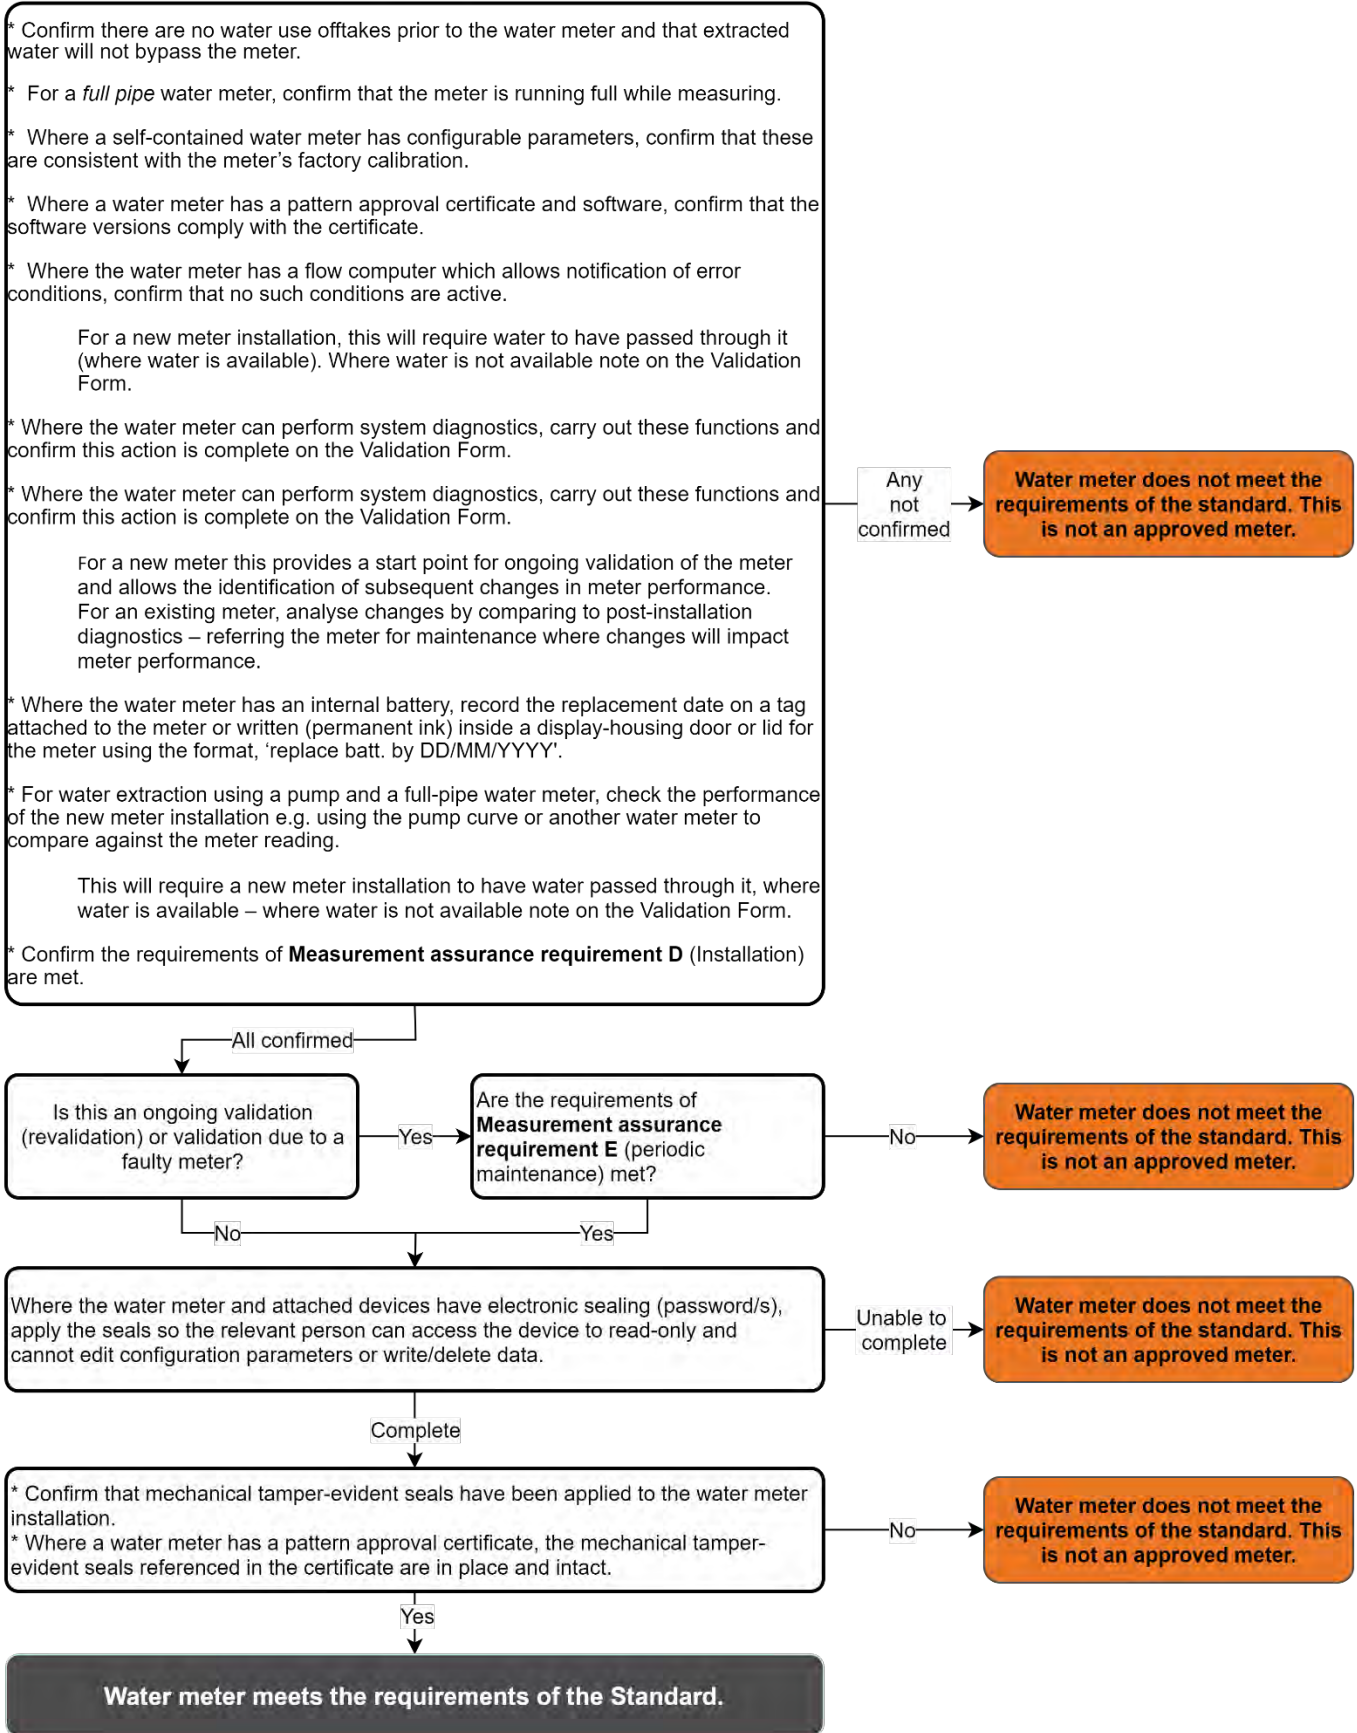 * Confirm there are no water use offtakes prior to the water meter and that extracted
water will not bypass the meter.
* For a full pipe water meter, confirm that the meter is running full while measuring.
* Where a self-contained water meter has configurable parameters, confirm that these
are consistent with the meter's factory calibration.
* Where a water meter has a pattern approval certificate and software, confirm that the
software versions comply with the certificate.
* Where the water meter has a flow computer which allows notification of error
conditions, confirm that no such conditions are active.
For a new meter installation, this will require water to have passed through it
(where water is available). Where water is not available note on the Validation
Form.
* Where the water meter can perform system diagnostics, carry out these functions and
confirm this action is complete on the Validation Form.
* Where the water meter can perform system diagnostics, carry out these functions and
confirm this action is complete on the Validation Form.
For a new meter this provides a start point for ongoing validation of the meter
and allows the identification of subsequent changes in meter performance.
For an existing meter, analyse changes by comparing to post-installation
diagnostics – referring the meter for maintenance where changes will impact
meter performance.
* Where the water meter has an internal battery, record the replacement date on a tag
attached to the meter or written (permanent ink) inside a display-housing door or lid for
the meter using the format, 'replace batt. by DD/MM/YYYY'.
* For water extraction using a pump and a full-pipe water meter, check the performance
of the new meter installation e.g. using the pump curve or another water meter to
compare against the meter reading.
This will require a new meter installation to have water passed through it, where
water is available – where water is not available note on the Validation Form.
* Confirm the requirements of Measurement assurance requirement D (Installation)
are met.
Any
not
confirmed
Water meter does not meet the
requirements of the standard. This
is not an approved meter.
All confirmed
Is this an ongoing validation
(revalidation) or validation due to a
faulty meter?
Yes
Are the requirements of
Measurement assurance
requirement E (periodic
maintenance) met?
No
Water meter does not meet the
requirements of the standard. This
is not an approved meter.
No
Yes
Where the water meter and attached devices have electronic sealing (password/s),
apply the seals so the relevant person can access the device to read-only and
cannot edit configuration parameters or write/delete data.
Unable to
complete
Water meter does not meet the
requirements of the standard. This
is not an approved meter.
Complete
* Confirm that mechanical tamper-evident seals have been applied to the water meter
installation.
* Where a water meter has a pattern approval certificate, the mechanical tamper-
evident seals referenced in the certificate are in place and intact.
No
Water meter does not meet the
requirements of the standard. This
is not an approved meter.
Yes
Water meter meets the requirements of the Standard.